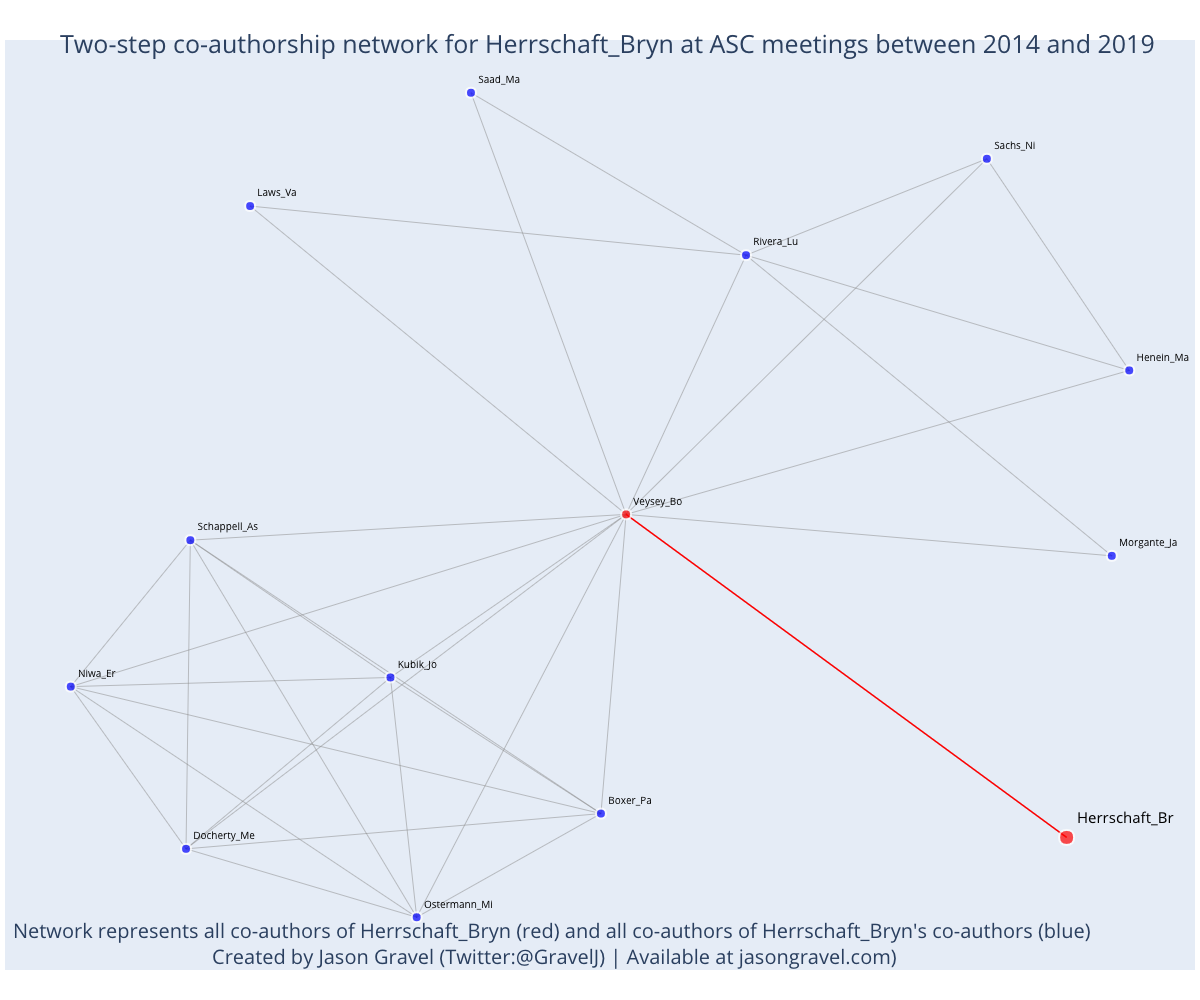 Two-step co-authorship network for Herrschaft_Bryn at ASC meetings between 2014 and 2019
Saad_Ma
Sachs_Ni
Laws_Va
Rivera_Lu
Henein_Ma
Veysey_Bo
Schappell_As
Morgante_Ja
Kubik_Jo
Niwa_Er
Boxer_Pa
Herrschaft_Br
Docherty_Me
Ostermann_Mi
Network represents all co-authors of Herrschaft_Bryn (red) and all co-authors of Herrschaft_Bryn's co-authors (blue)
Created by Jason Gravel (Twitter:@GravelJ) | Available at jasongravel.com)